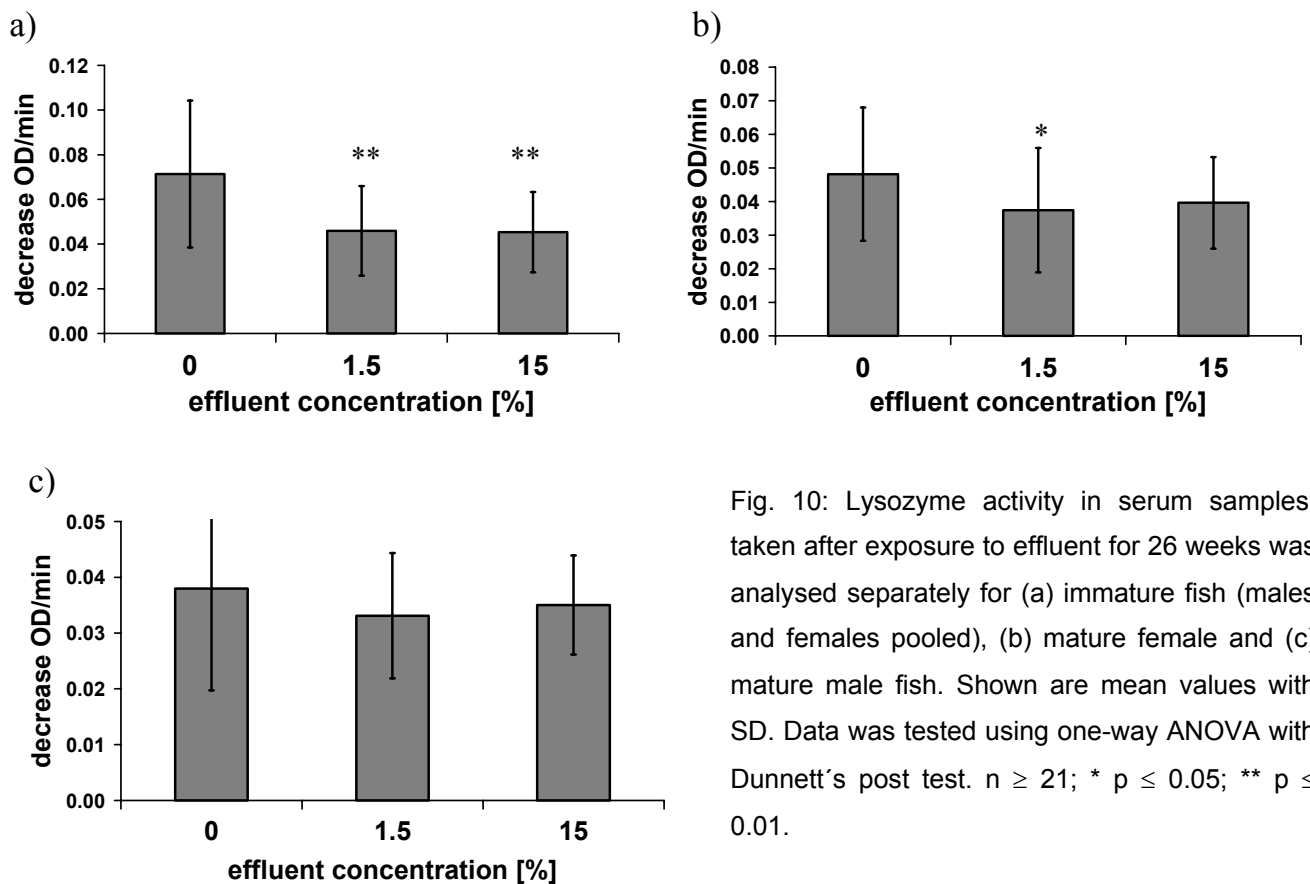 a)
0.12
0.10
0.08
0.06
0.04
0.02
0.00
decrease OD/min
**
**
0
1.5
15
effluent concentration [%]
b)
0.08
0.07
0.06
0.05
0.04
0.03
0.02
0.01
0.00
decrease OD/min
*
0
1.5
15
effluent concentration [%]
c)
0.05
0.04
0.03
0.02
0.01
0.00
decrease OD/min
0
1.5
15
effluent concentration [%]
Fig. 10: Lysozyme activity in serum samples,
taken after exposure to effluent for 26 weeks was
analysed separately for (a) immature fish (males
and females pooled), (b) mature female and (c)
mature male fish. Shown are mean values with
SD. Data was tested using one-way ANOVA with
Dunnett´s post test. n ≥ 21; * p ≤ 0.05; ** p ≤
0.01.